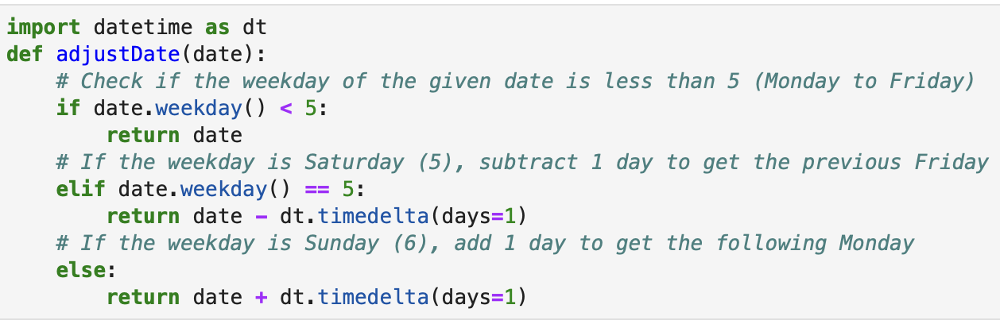 import datetime as dt
def adjustDate(date):
    # Check if the weekday of the given date is less than 5 (Monday to Friday)
    if date.weekday() < 5:
        return date
    # If the weekday is Saturday (5), subtract 1 day to get the previous Friday
    elif date.weekday() == 5:
        return date - dt.timedelta(days=1)
    # If the weekday is Sunday (6), add 1 day to get the following Monday
    else:
        return date + dt.timedelta(days=1)